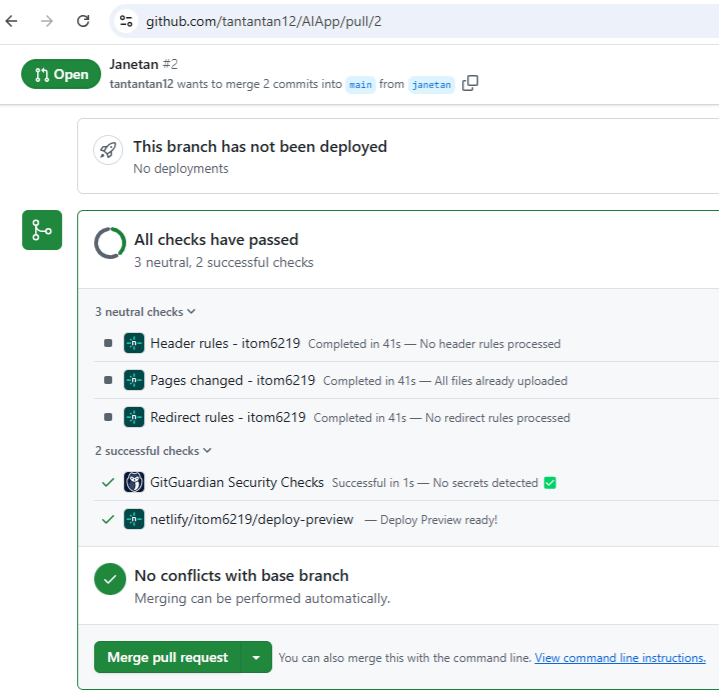 github.com/tantantan12/AIApp/pull/2
Open
Janetan #2
tantantan12 wants to merge 2 commits into main from janetan
This branch has not been deployed
No deployments
All checks have passed
3 neutral, 2 successful checks
3 neutral checks
Header rules - itom6219 Completed in 41s — No header rules processed
Pages changed - itom6219 Completed in 41s — All files already uploaded
Redirect rules - itom6219 Completed in 41s — No redirect rules processed
2 successful checks
GitGuardian Security Checks Successful in 1s — No secrets detected ✅
netlify/itom6219/deploy-preview — Deploy Preview ready!
No conflicts with base branch
Merging can be performed automatically.
Merge pull request You can also merge this with the command line. View command line instructions.